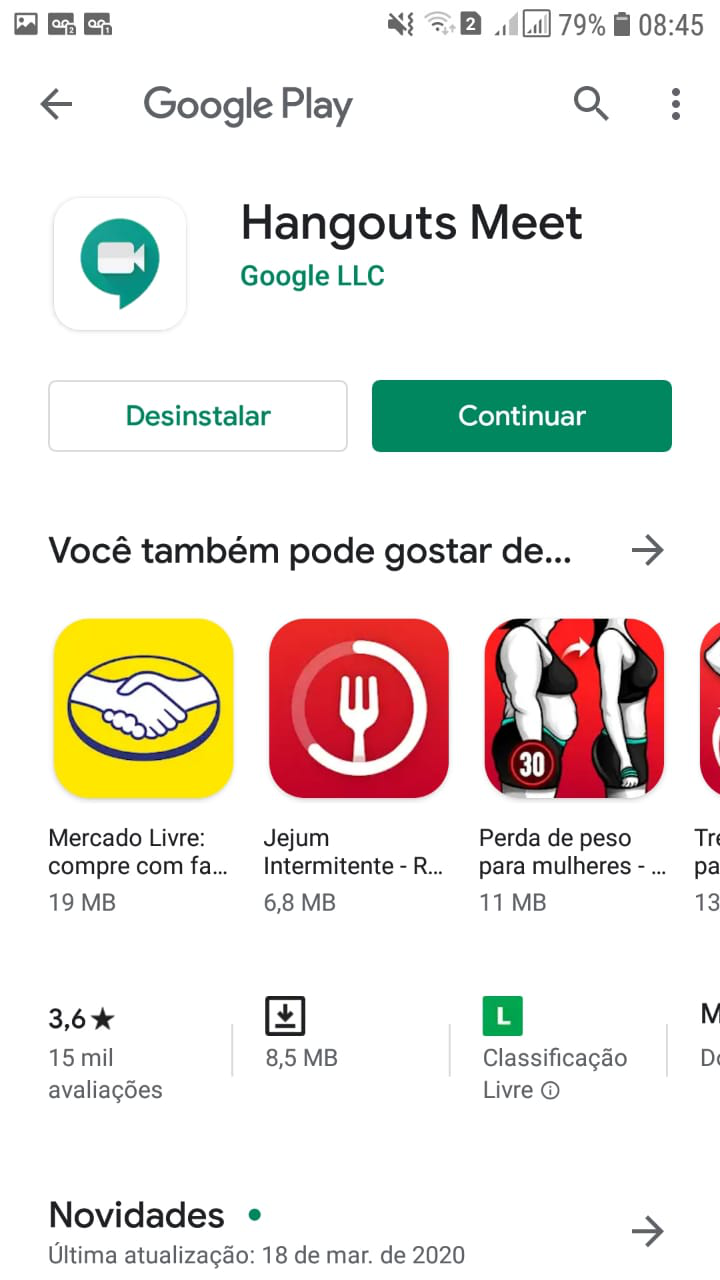 2 79% 08:45
Google Play
Hangouts Meet
Google LLC
Desinstalar
Continuar
Você também pode gostar de...
30
Mercado Livre:
compre com fa...
19 MB
Jejum
Intermitente - R...
6,8 MB
Perda de peso
para mulheres - ...
11 MB
Tre
pa
13
3,6★
15 mil
avaliações
8,5 MB
L
Classificação
Livre
M
Do
Novidades
Última atualização: 18 de mar. de 2020